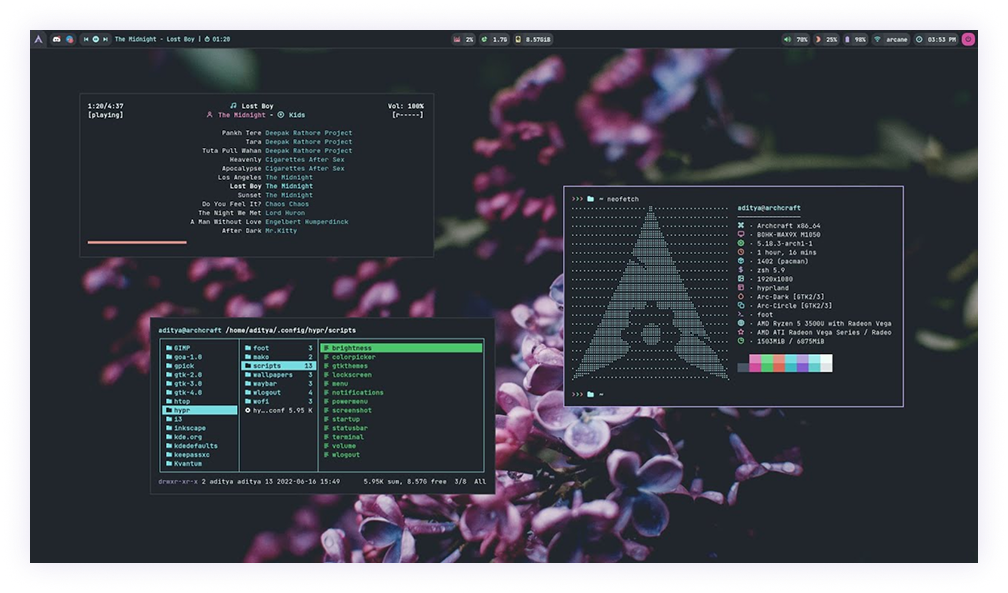 The Midnight - Lost Boy | 01:20
2% 1.7G 8.57GiB
78% 25% 98% arcane 03:53 PM
1:20/4:37 Lost Boy Vol: 100%
[playing] The Midnight - Kids [r-----]
Pankh Tere Deepak Rathore Project
Tara Deepak Rathore Project
Tuta Pull Wahan Deepak Rathore Project
Heavenly Cigarettes After Sex
Apocalypse Cigarettes After Sex
Los Angeles The Midnight
Lost Boy The Midnight
Sunset The Midnight
Do You Feel It? Chaos Chaos
The Night We Met Lord Huron
A Man Without Love Engelbert Humperdinck
After Dark Mr.Kitty
>>> ~ neofetch
aditya@archcraft
- Archcraft x86_64
- BOHK-WAX9X M1050
- 5.18.3-arch1-1
- 1 hour, 16 mins
- 1402 (pacman)
- zsh 5.9
- 1920x1080
- hyprland
- Arc-Dark [GTK2/3]
- Arc-Circle [GTK2/3]
- foot
- AMD Ryzen 5 3500U with Radeon Vega
- AMD ATI Radeon Vega Series / Radeo
- 1503MiB / 6875MiB
>>> ~
aditya@archcraft /home/aditya/.config/hypr/scripts
GIMP foot 3 brightness
goa-1.0 mako 2 colorpicker
gpick scripts 13 gtkthemes
gtk-2.0 wallpapers 3 lockscreen
gtk-3.0 waybar 3 menu
gtk-4.0 wlogout 4 notifications
htop wofi 3 powermenu
hypr hy….conf 5.95 K screenshot
i3 startup
inkscape statusbar
kde.org terminal
kdedefaults volume
keepassxc wlogout
Kvantum
drwxr-xr-x 2 aditya aditya 13 2022-06-16 15:49 5.95K sum, 8.57G free 3/8 All